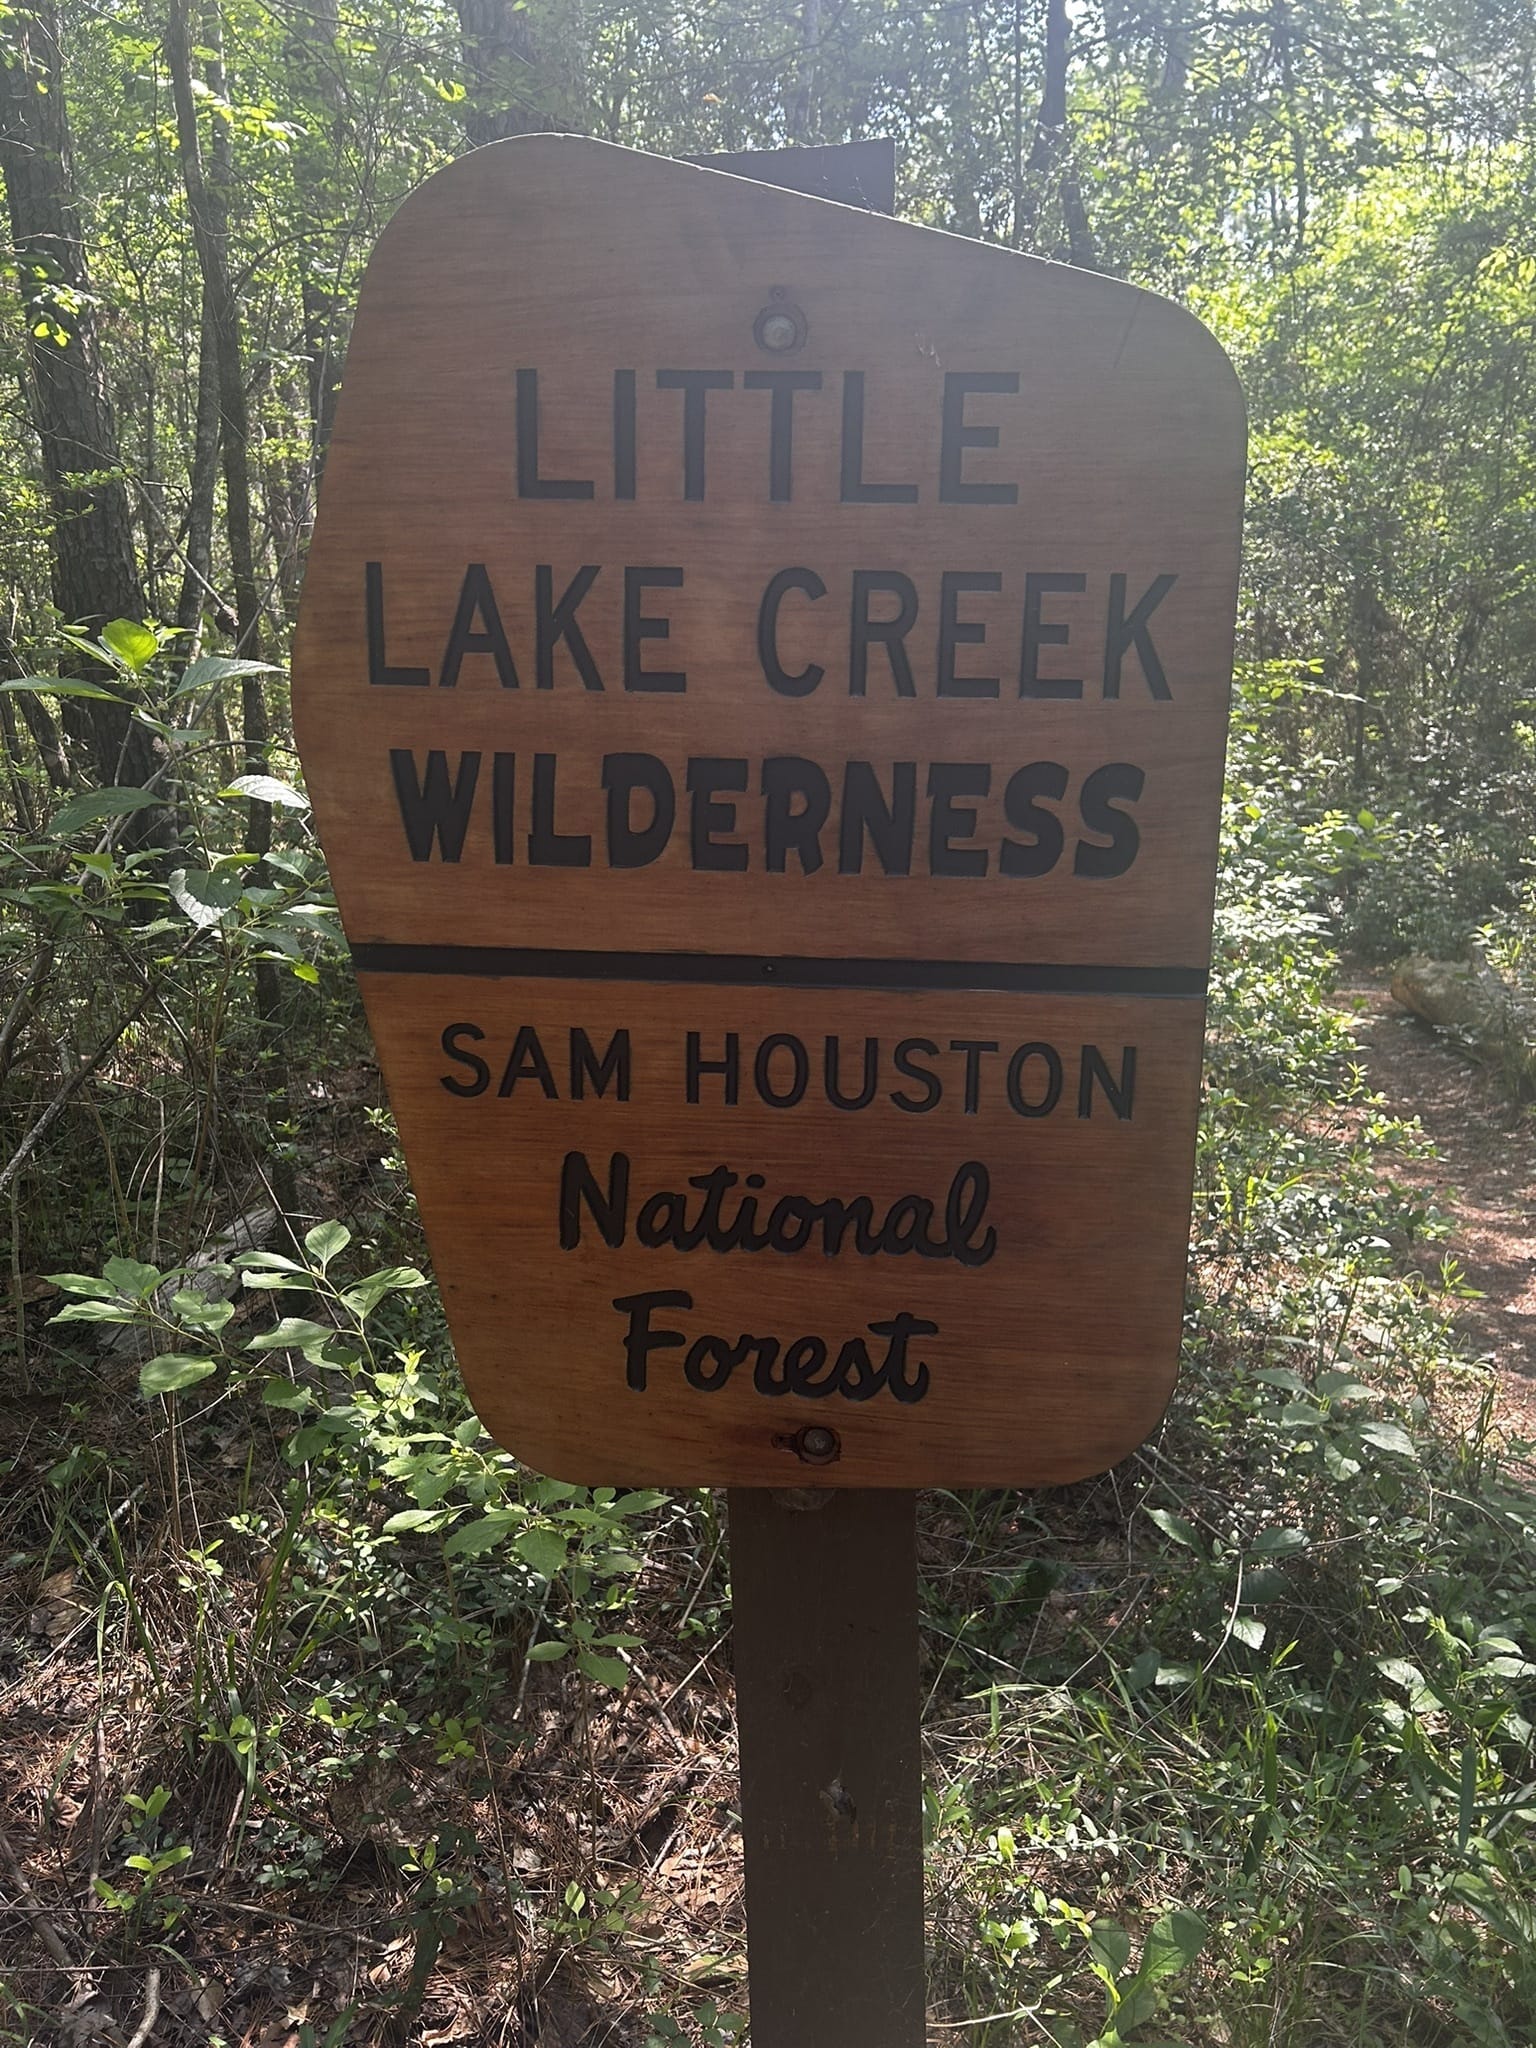 LITTLE
LAKE CREEK
WILDERNESS
SAM HOUSTON
National
Forest